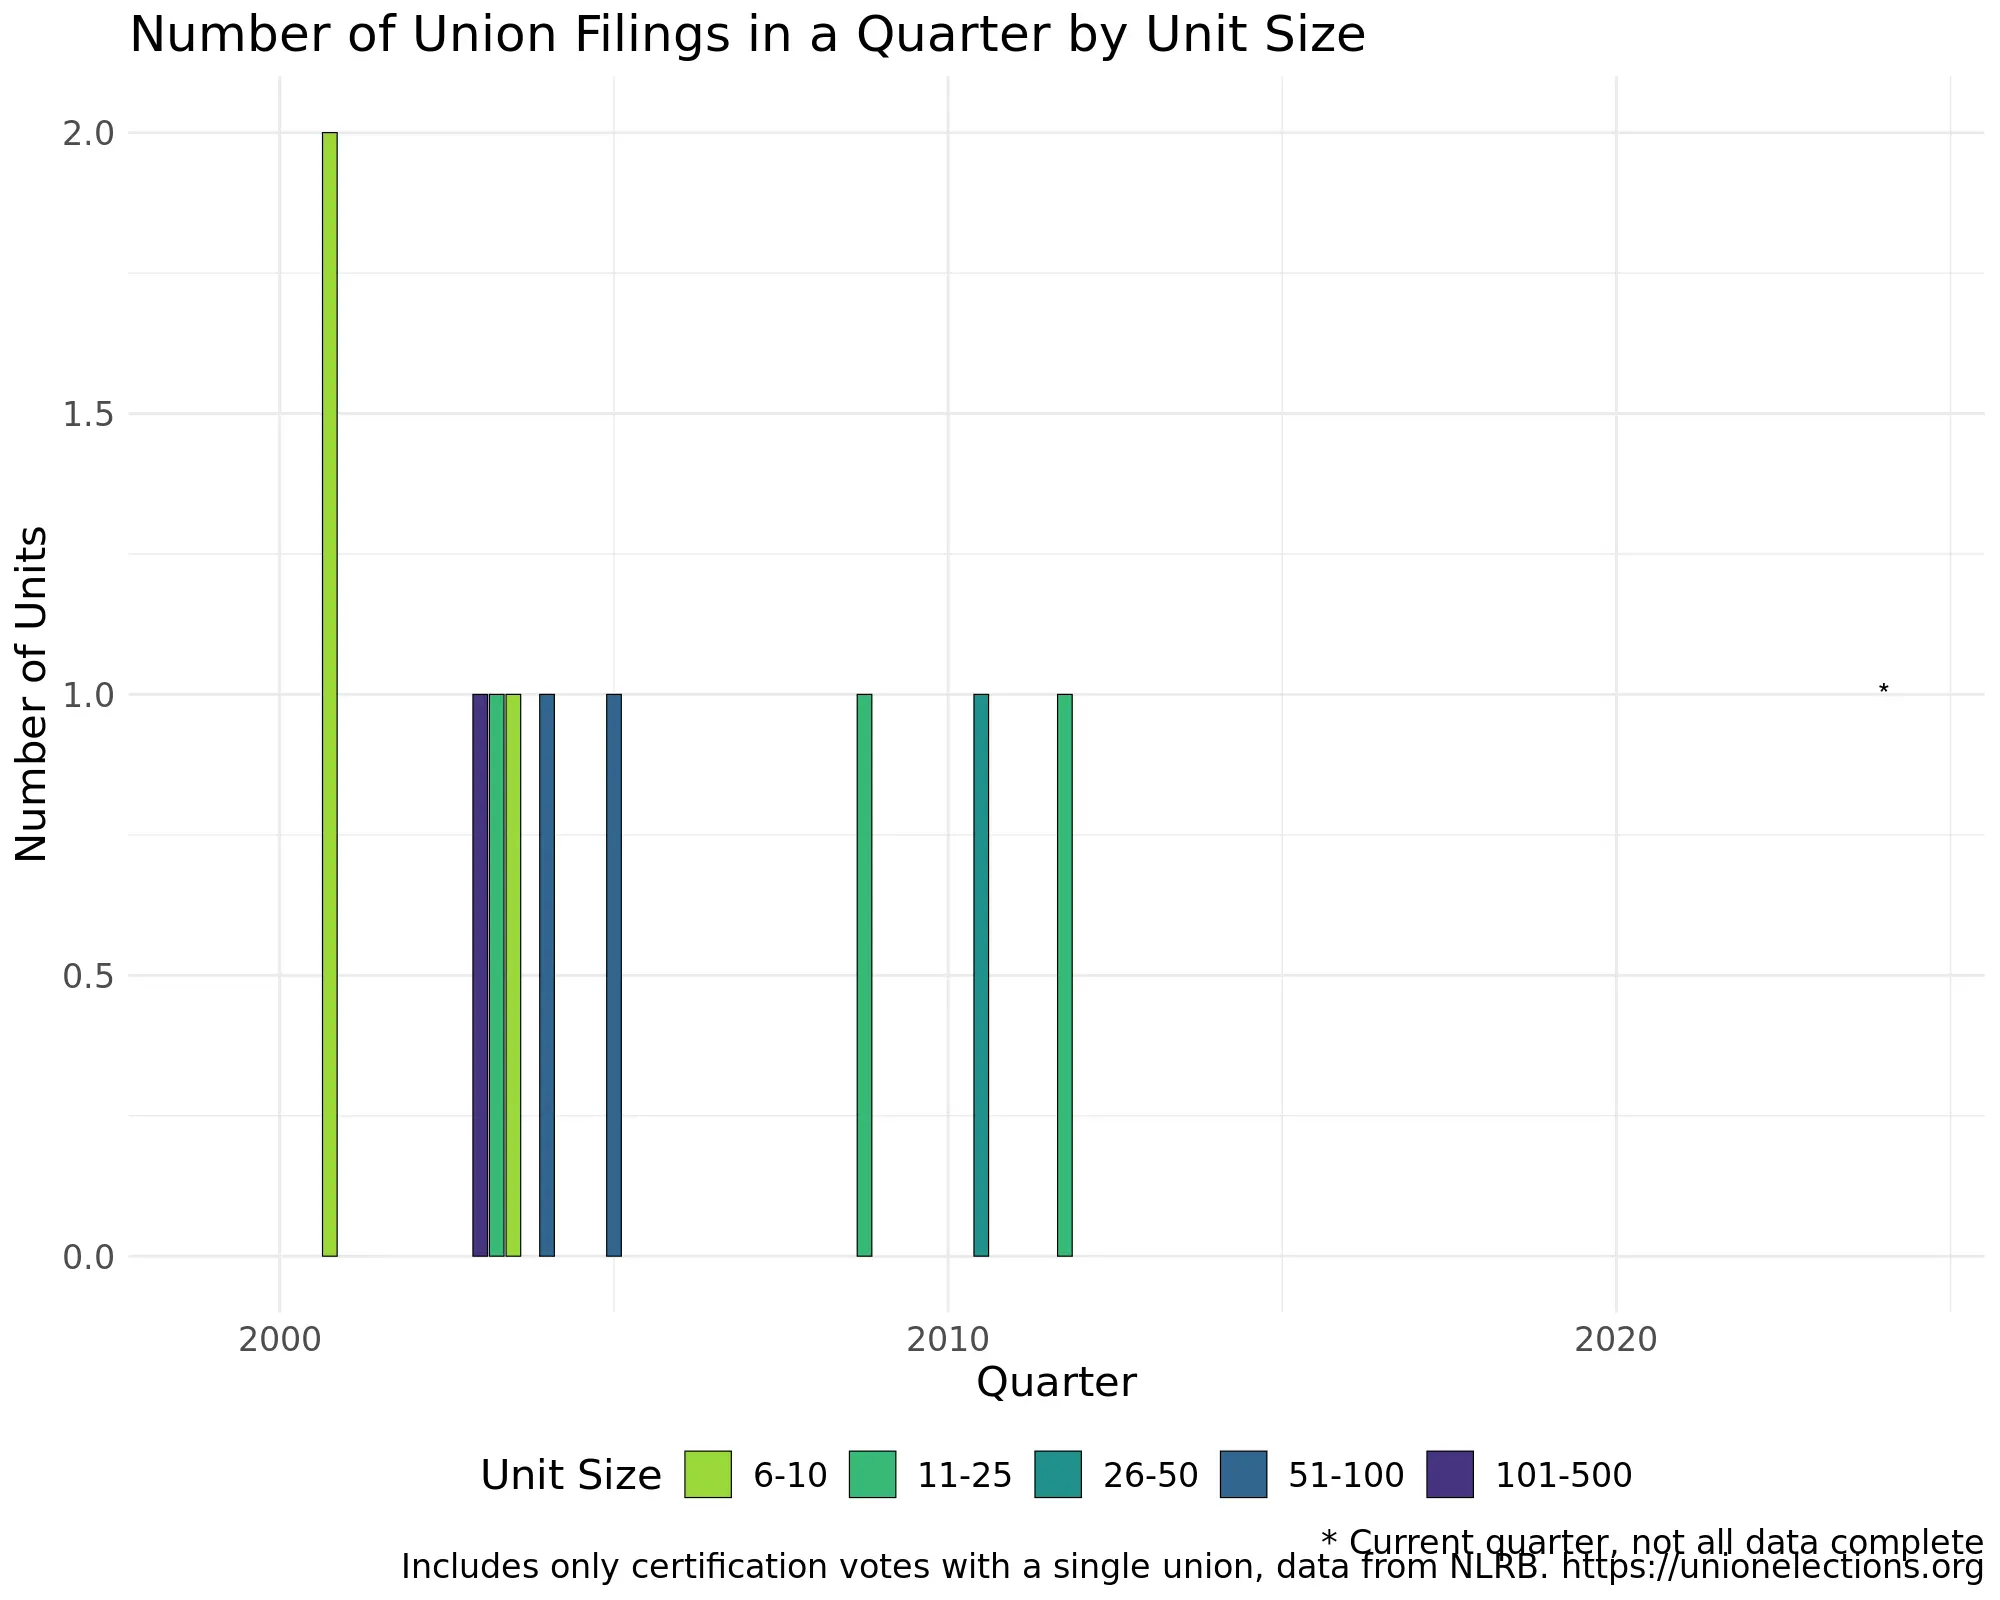 Number of Union Filings in a Quarter by Unit Size
2.0
1.5
1.0
0.5
0.0
Number of Units
*
2000 2010 2020
Quarter
Unit Size 6-10 11-25 26-50 51-100 101-500
* Current quarter, not all data complete
Includes only certification votes with a single union, data from NLRB. https://unionelections.org